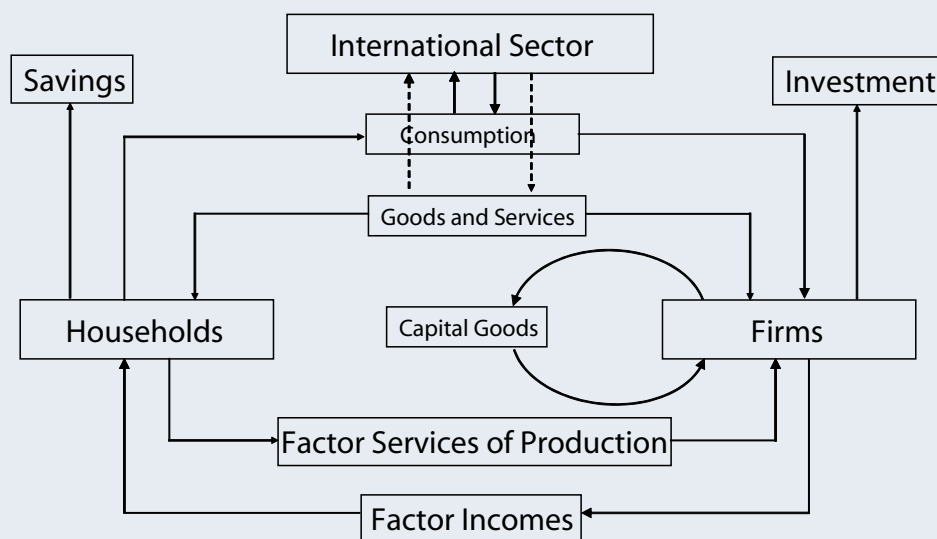 International Sector
Savings
Investment
Consumption
Goods and Services
Households
Capital Goods
Firms
Factor Services of Production
Factor Incomes